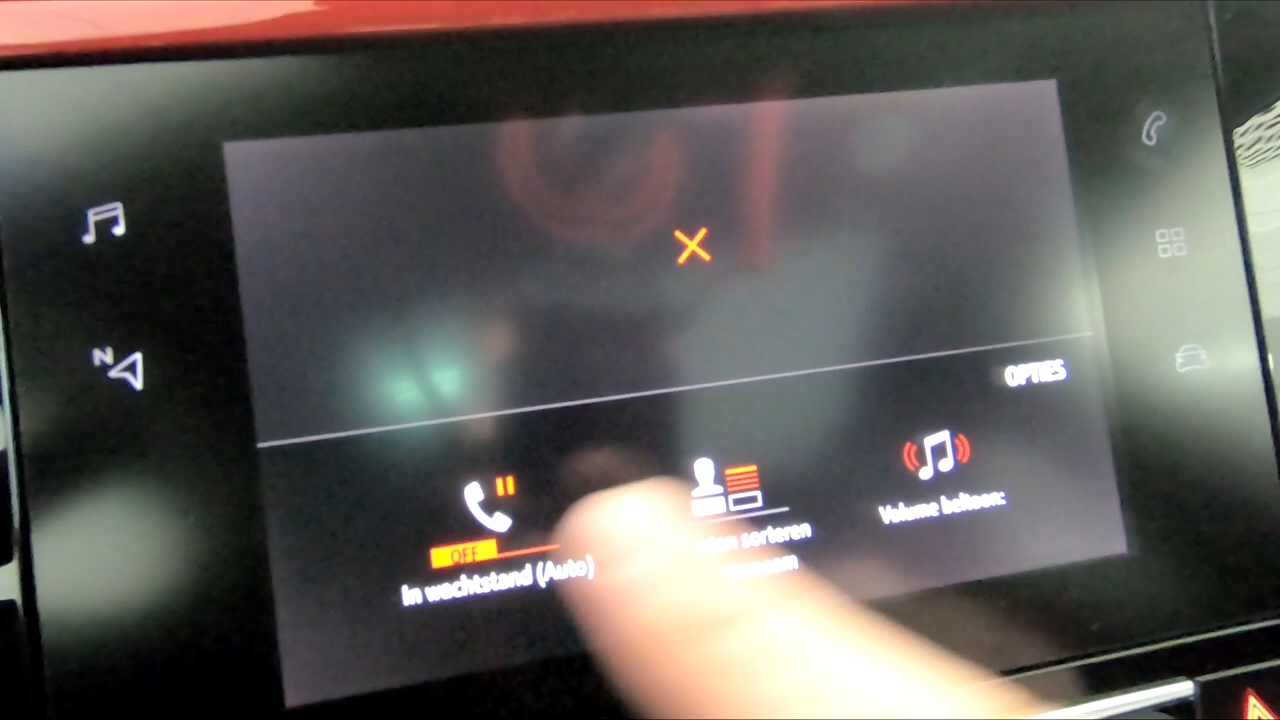 N
OPTIES
OFF
In wachtstand (Auto)
sorteren
Volume beltoon: